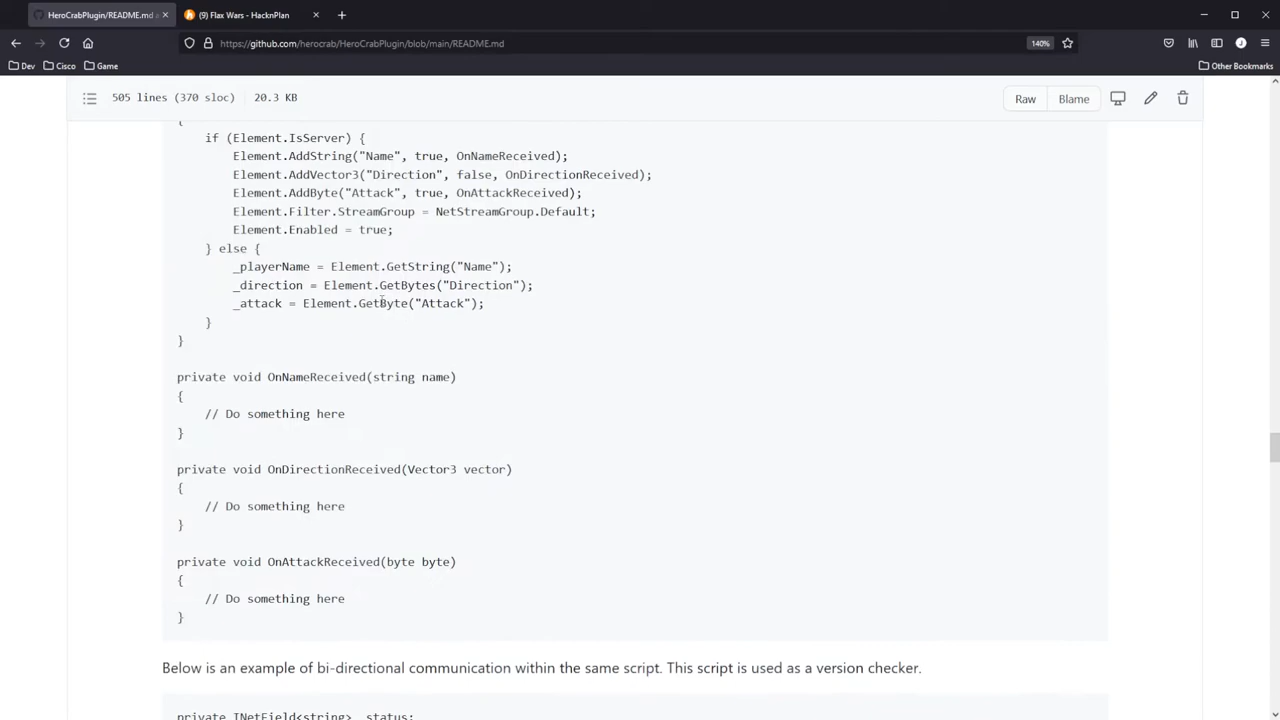 HeroCrabPlugin/README.md a
(9) Flax Wars - HacknPlan
https://github.com/herocrab/HeroCrabPlugin/blob/main/README.md
140%
Dev
Cisco
Game
Other Bookmarks
505 lines (370 sloc)
20.3 KB
Raw
Blame
{
if (Element.IsServer) {
Element.AddString("Name", true, OnNameReceived);
Element.AddVector3("Direction", false, OnDirectionReceived);
Element.AddByte("Attack", true, OnAttackReceived);
Element.Filter.StreamGroup = NetStreamGroup.Default;
Element.Enabled = true;
} else {
_playerName = Element.GetString("Name");
_direction = Element.GetBytes("Direction");
_attack = Element.GetByte("Attack");
}
}
private void OnNameReceived(string name)
{
// Do something here
}
private void OnDirectionReceived(Vector3 vector)
{
// Do something here
}
private void OnAttackReceived(byte byte)
{
// Do something here
}
Below is an example of bi-directional communication within the same script. This script is used as a version checker.
private INetField<string> _status;